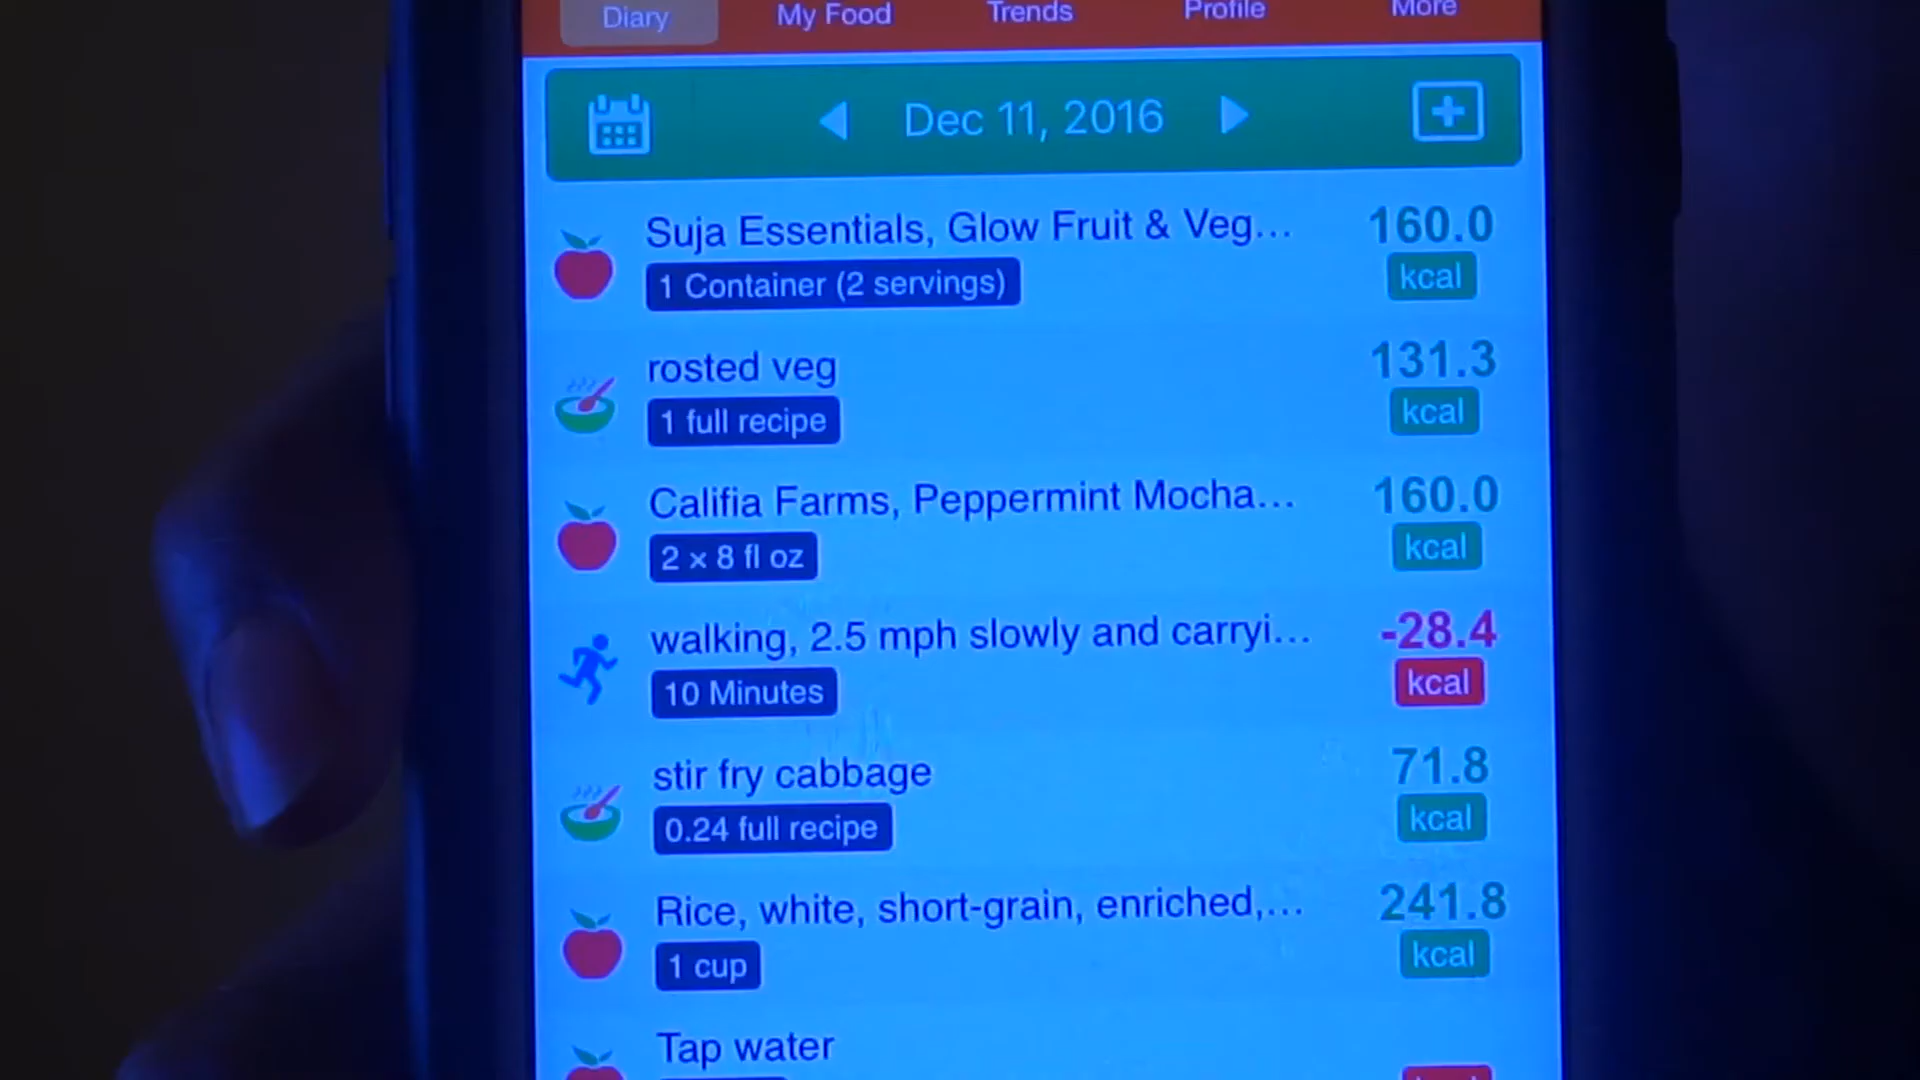 Diary My Food Trends Profile More
Dec 11, 2016
Suja Essentials, Glow Fruit & Veg... 160.0
1 Container (2 servings) kcal
rosted veg 131.3
1 full recipe kcal
Califia Farms, Peppermint Mocha... 160.0
2 × 8 fl oz kcal
walking, 2.5 mph slowly and carryi... -28.4
10 Minutes kcal
stir fry cabbage 71.8
0.24 full recipe kcal
Rice, white, short-grain, enriched,... 241.8
1 cup kcal
Tap water